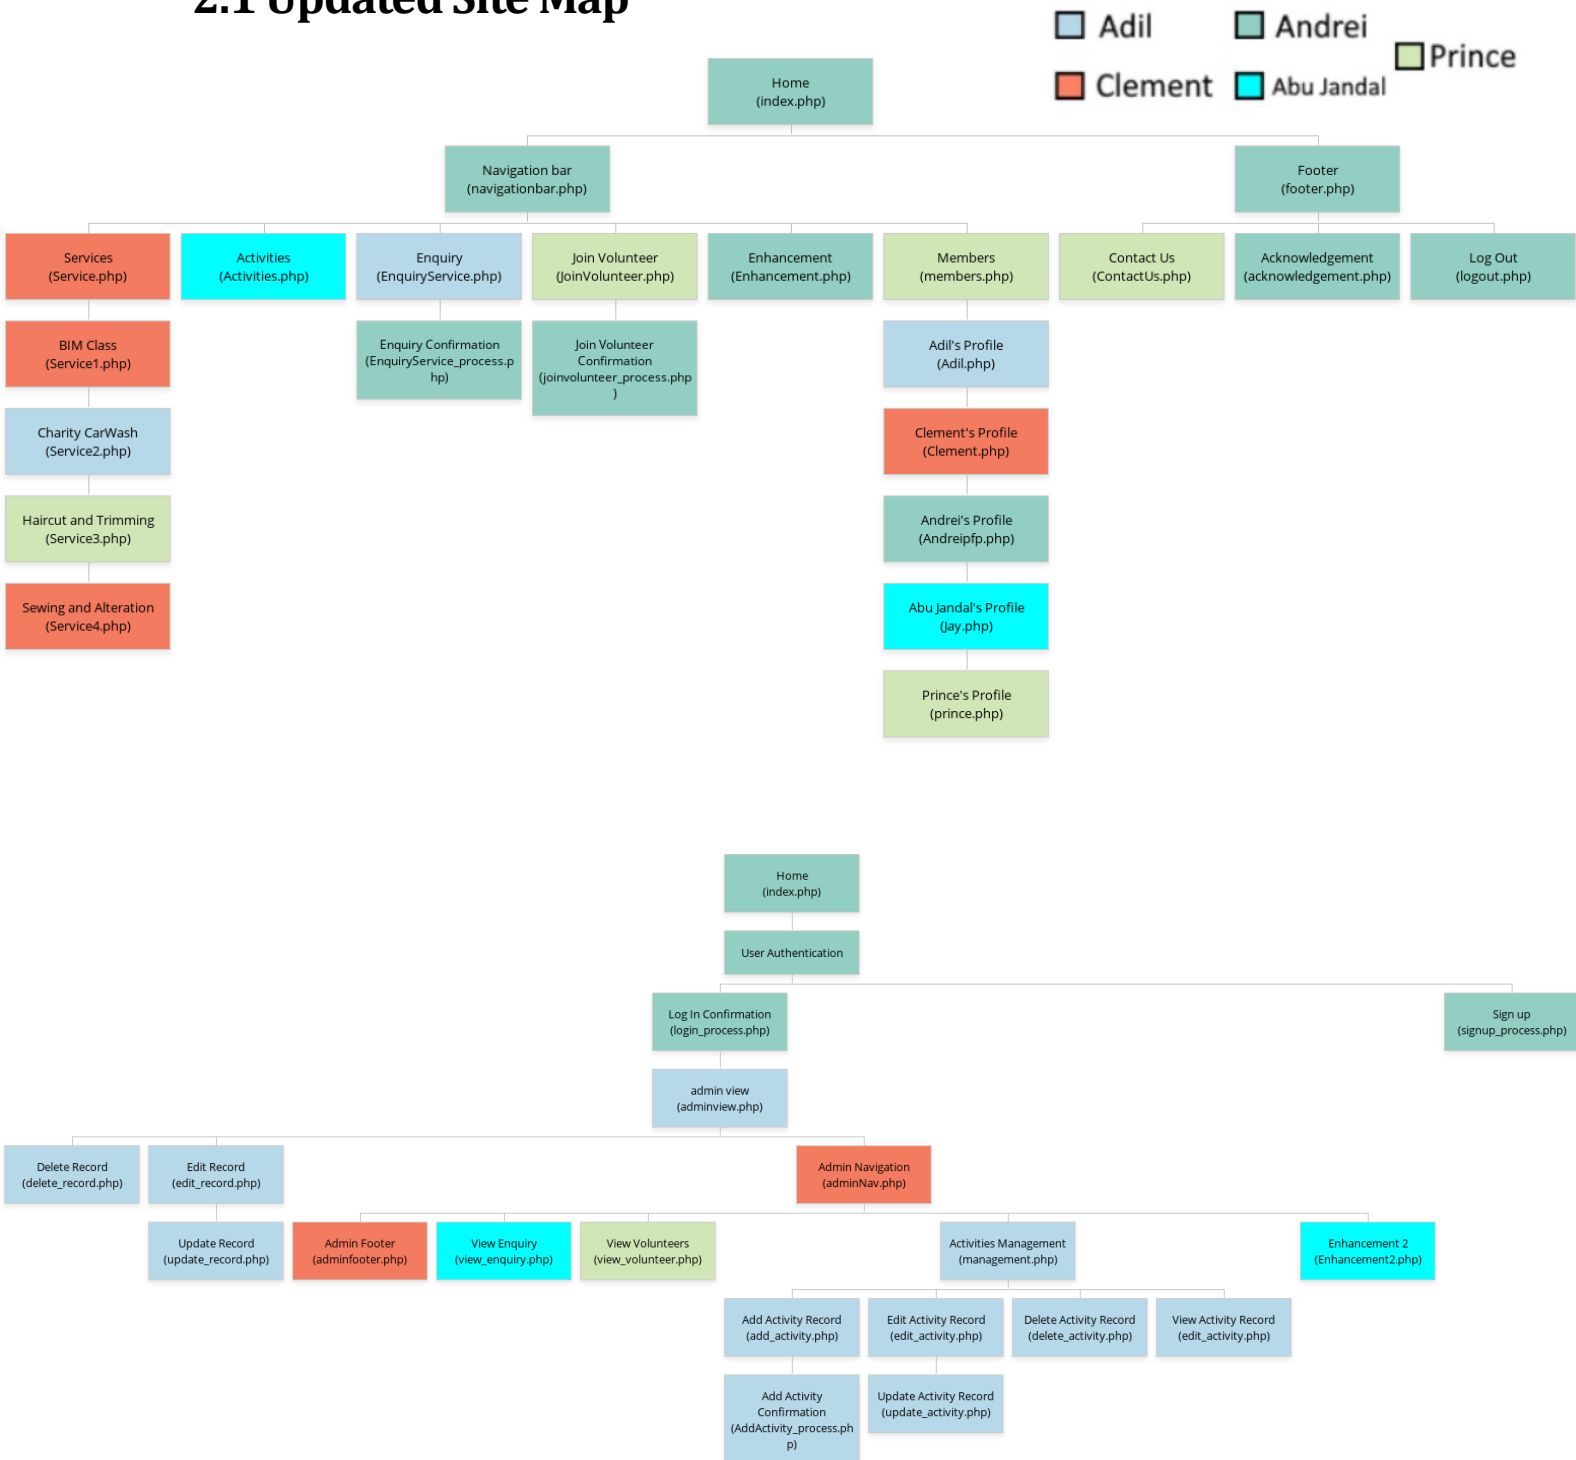 2.1 Updated Site Map
Adil
Andrei
Prince
Clement
Abu Jandal
Home
(index.php)
Navigation bar
(navigationbar.php)
Footer
(footer.php)
Services
(Service.php)
Activities
(Activities.php)
Enquiry
(EnquiryService.php)
Join Volunteer
(JoinVolunteer.php)
Enhancement
(Enhancement.php)
Members
(members.php)
Contact Us
(ContactUs.php)
Acknowledgement
(acknowledgement.php)
Log Out
(logout.php)
BIM Class
(Service1.php)
Enquiry Confirmation
(EnquiryService_process.p
hp)
Join Volunteer
Confirmation
(joinvolunteer_process.php
)
Adil's Profile
(Adil.php)
Charity CarWash
(Service2.php)
Clement's Profile
(Clement.php)
Haircut and Trimming
(Service3.php)
Andrei's Profile
(Andreipfp.php)
Sewing and Alteration
(Service4.php)
Abu Jandal's Profile
(Jay.php)
Prince's Profile
(prince.php)
Home
(index.php)
User Authentication
Log In Confirmation
(login_process.php)
Sign up
(signup_process.php)
admin view
(adminview.php)
Delete Record
(delete_record.php)
Edit Record
(edit_record.php)
Admin Navigation
(adminNav.php)
Update Record
(update_record.php)
Admin Footer
(adminfooter.php)
View Enquiry
(view_enquiry.php)
View Volunteers
(view_volunteer.php)
Activities Management
(management.php)
Enhancement 2
(Enhancement2.php)
Add Activity Record
(add_activity.php)
Edit Activity Record
(edit_activity.php)
Delete Activity Record
(delete_activity.php)
View Activity Record
(edit_activity.php)
Add Activity
Confirmation
(AddActivity_process.ph
p)
Update Activity Record
(update_activity.php)